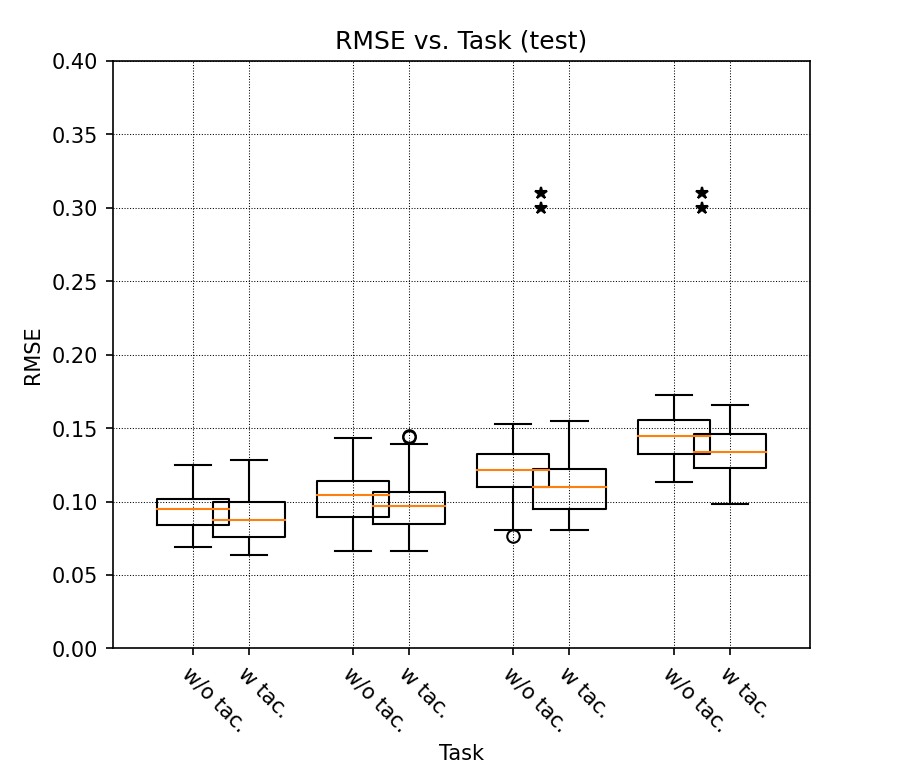 RMSE vs. Task (test)
0.40
0.35
0.30
0.25
0.20
0.15
0.10
0.05
0.00
RMSE
w/o tac.
w tac.
w/o tac.
w tac.
w/o tac.
w tac.
w/o tac.
w tac.
Task